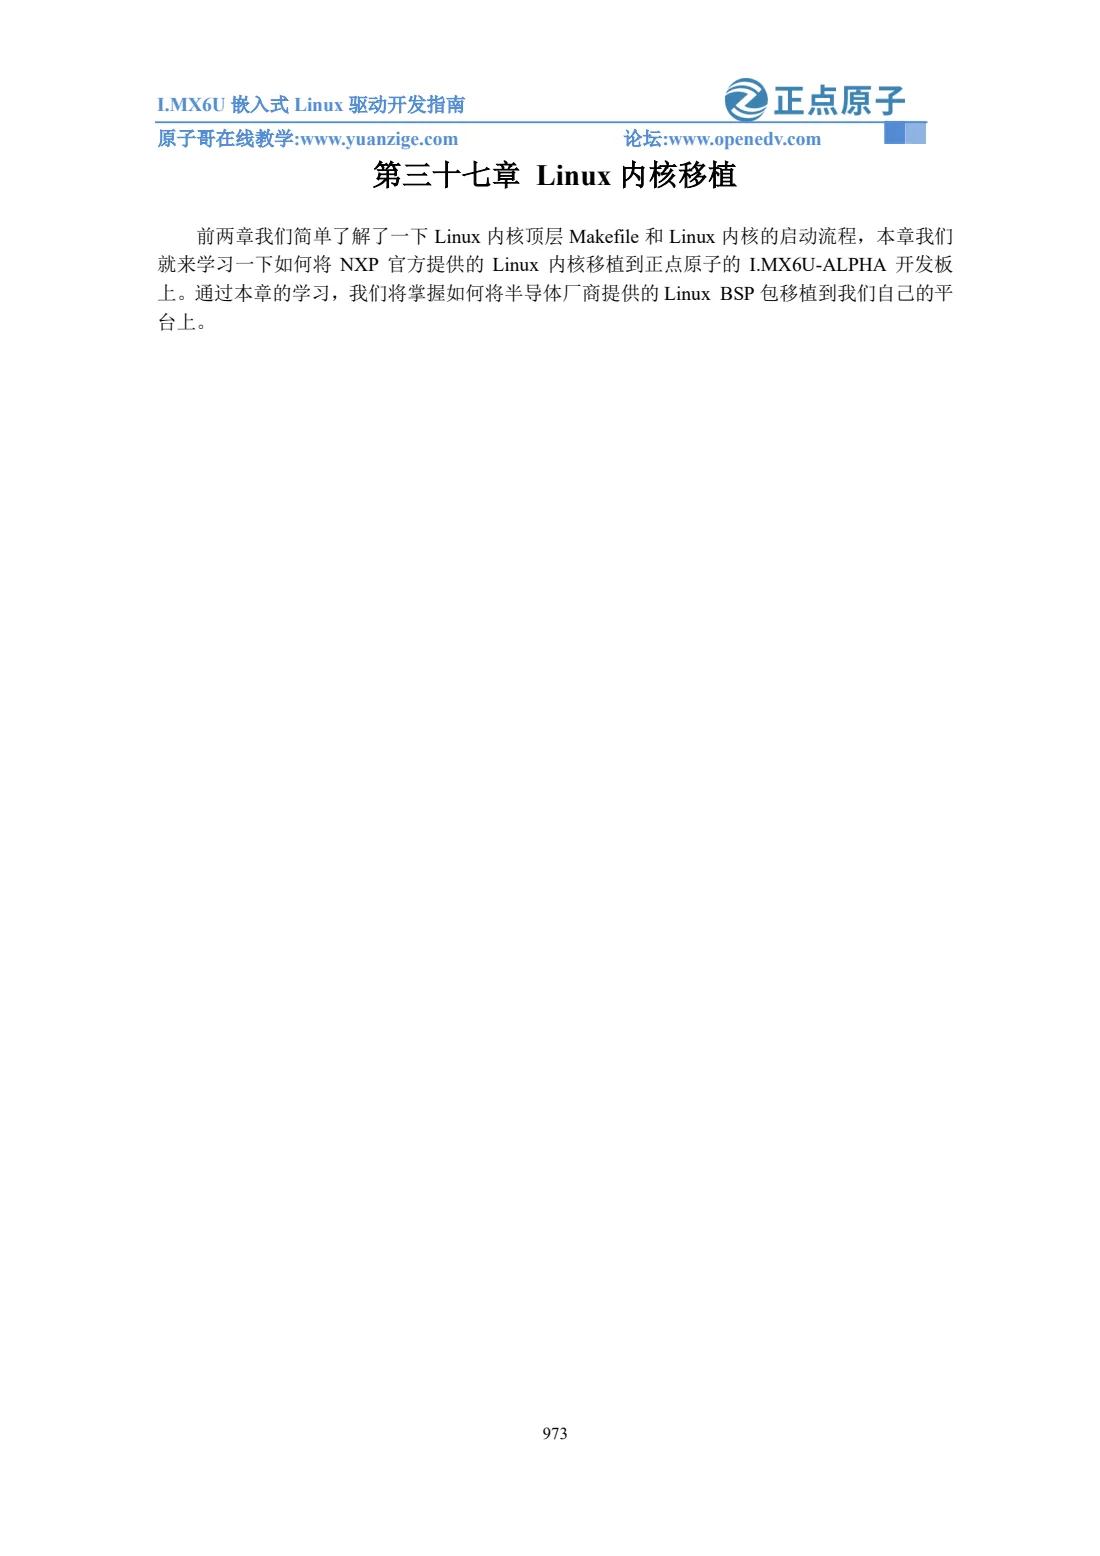 I.MX6U 嵌入式 Linux 驱动开发指南
正点原子
原子哥在线教学:www.yuanzige.com 论坛:www.openedv.com
第三十七章 Linux 内核移植
前两章我们简单了解了一下 Linux 内核顶层 Makefile 和 Linux 内核的启动流程，本章我们
就来学习一下如何将 NXP 官方提供的 Linux 内核移植到正点原子的 I.MX6U-ALPHA 开发板
上。通过本章的学习，我们将掌握如何将半导体厂商提供的 Linux BSP 包移植到我们自己的平
台上。
973